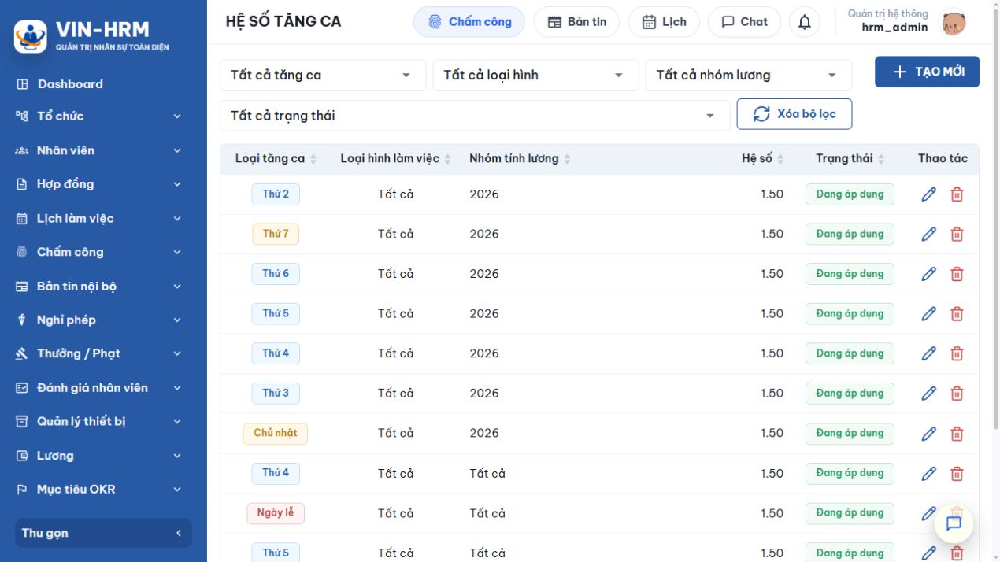 VIN-HRM
QUẢN TRỊ NHÂN SỰ TOÀN DIỆN
Dashboard
Tổ chức
Nhân viên
Hợp đồng
Lịch làm việc
Chấm công
Bản tin nội bộ
Nghỉ phép
Thưởng / Phạt
Đánh giá nhân viên
Quản lý thiết bị
Lương
Mục tiêu OKR
Thu gọn
HỆ SỐ TĂNG CA
Chấm công
Bản tin
Lịch
Chat
Quản trị hệ thống
hrm_admin
Tất cả tăng ca
Tất cả loại hình
Tất cả nhóm lương
TẠO MỚI
Tất cả trạng thái
Xóa bộ lọc
Loại tăng ca Loại hình làm việc Nhóm tính lương Hệ số Trạng thái Thao tác
Thứ 2 Tất cả 2026 1.50 Đang áp dụng
Thứ 7 Tất cả 2026 1.50 Đang áp dụng
Thứ 6 Tất cả 2026 1.50 Đang áp dụng
Thứ 5 Tất cả 2026 1.50 Đang áp dụng
Thứ 4 Tất cả 2026 1.50 Đang áp dụng
Thứ 3 Tất cả 2026 1.50 Đang áp dụng
Chủ nhật Tất cả 2026 1.50 Đang áp dụng
Thứ 4 Tất cả Tất cả 1.50 Đang áp dụng
Ngày lễ Tất cả Tất cả 1.50 Đang áp dụng
Thứ 5 Tất cả Tất cả 1.50 Đang áp dụng